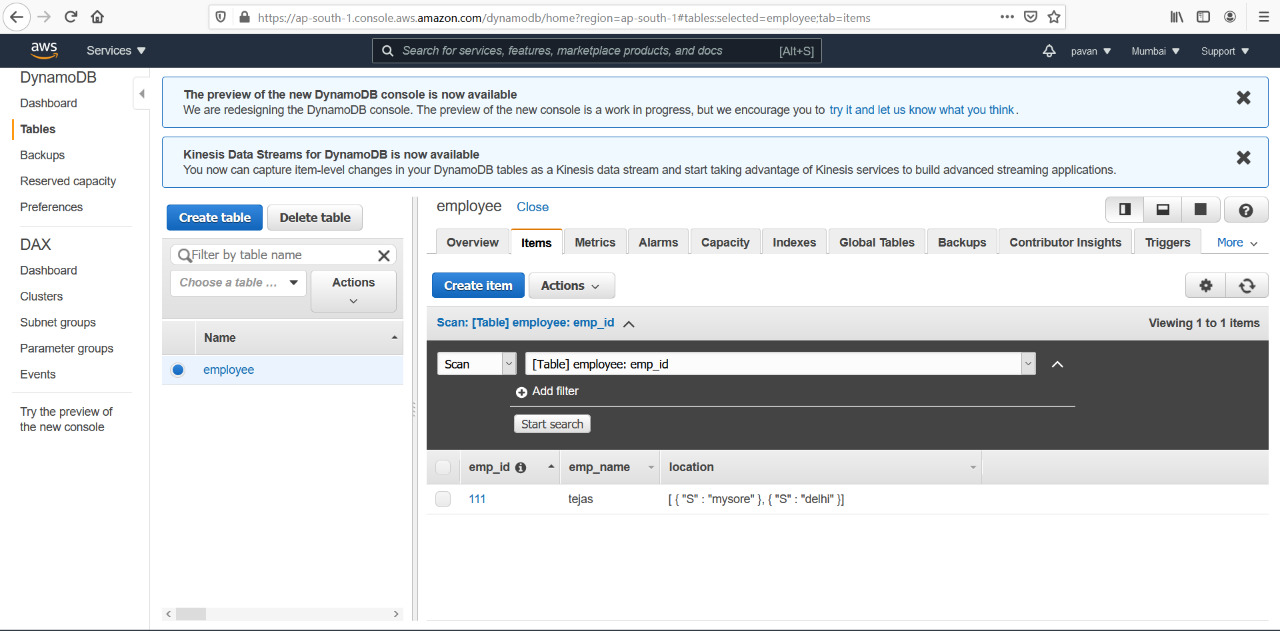 https://ap-south-1.console.aws.amazon.com/dynamodb/home?region=ap-south-1#tables:selected=employee;tab=items
aws Services Search for services, features, marketplace products, and docs [Alt+S] pavan Mumbai Support
DynamoDB
Dashboard
Tables
Backups
Reserved capacity
Preferences
DAX
Dashboard
Clusters
Subnet groups
Parameter groups
Events
Try the preview of
the new console
The preview of the new DynamoDB console is now available
We are redesigning the DynamoDB console. The preview of the new console is a work in progress, but we encourage you to try it and let us know what you think.
Kinesis Data Streams for DynamoDB is now available
You now can capture item-level changes in your DynamoDB tables as a Kinesis data stream and start taking advantage of Kinesis services to build advanced streaming applications.
Create table Delete table
Filter by table name
Choose a table ... Actions
Name
employee
employee Close
Overview Items Metrics Alarms Capacity Indexes Global Tables Backups Contributor Insights Triggers More
Create item Actions
Scan: [Table] employee: emp_id Viewing 1 to 1 items
Scan [Table] employee: emp_id
Add filter
Start search
emp_id emp_name location
111 tejas [ { "S" : "mysore" }, { "S" : "delhi" }]